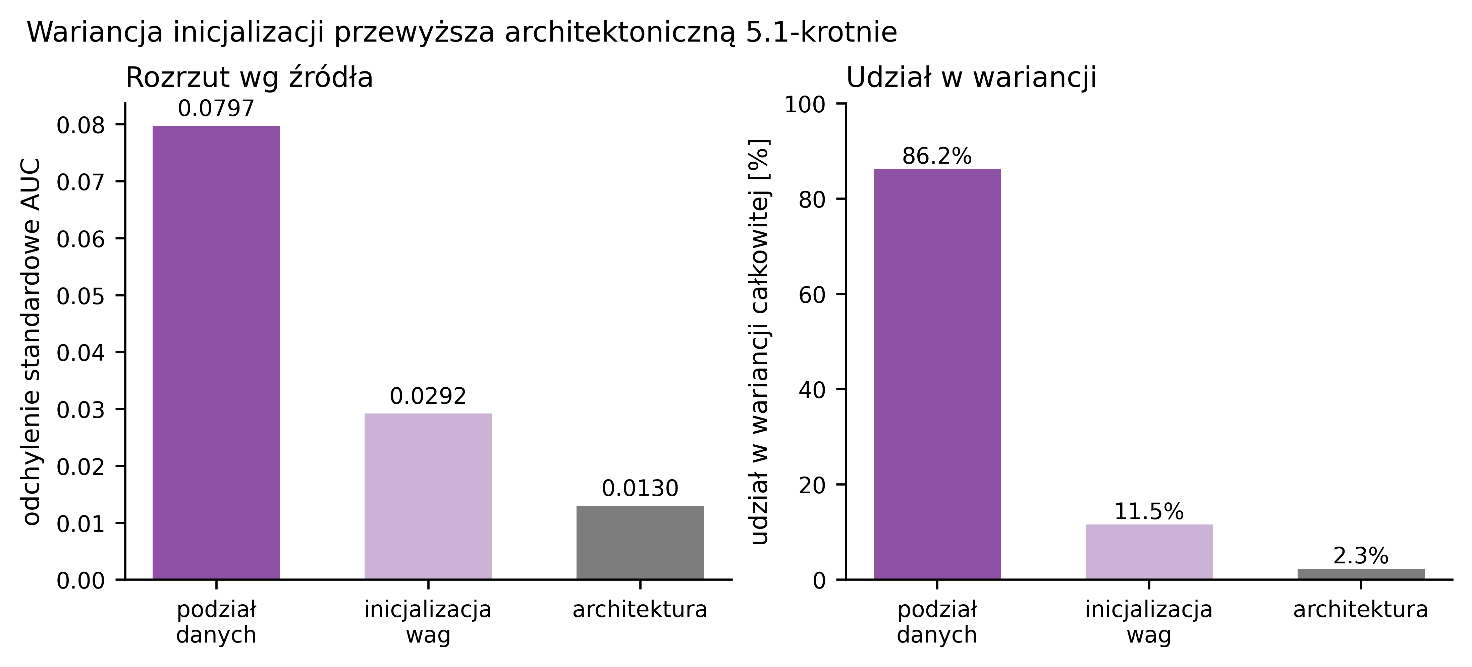 Wariancja inicjalizacji przewyższa architektoniczną 5.1-krotnie
Rozrzut wg źródła
odchylenie standardowe AUC
0.08
0.07
0.06
0.05
0.04
0.03
0.02
0.01
0.00
0.0797
0.0292
0.0130
podział
danych
inicjalizacja
wag
architektura
Udział w wariancji
udział w wariancji całkowitej [%]
100
80
60
40
20
0
86.2%
11.5%
2.3%
podział
danych
inicjalizacja
wag
architektura